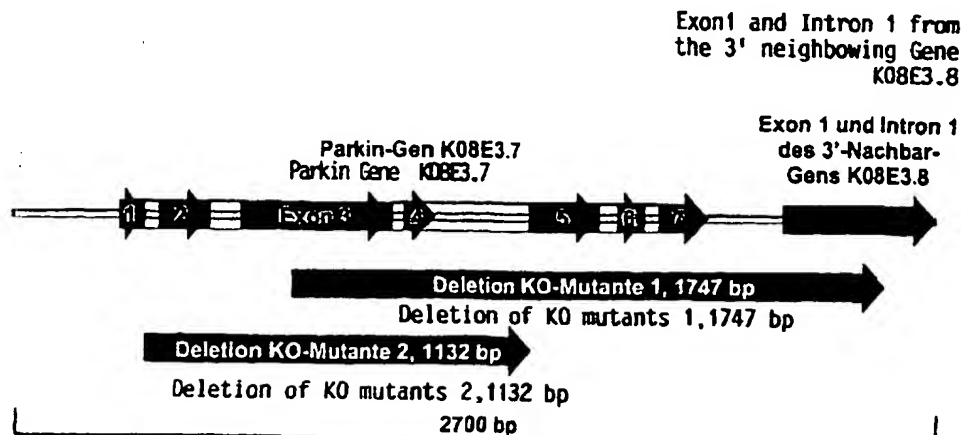 Exon1 and Intron 1 from
the 3' neighbowing Gene
K08E3.8
Exon 1 und Intron 1
des 3'-Nachbar-
Gens K08E3.8
Parkin-Gen K08E3.7
Parkin Gene K08E3.7
1 2 Exon 3 4 5 6 7
Deletion KO-Mutante 1, 1747 bp
Deletion of KO mutants 1,1747 bp
Deletion KO-Mutante 2, 1132 bp
Deletion of KO mutants 2,1132 bp
2700 bp